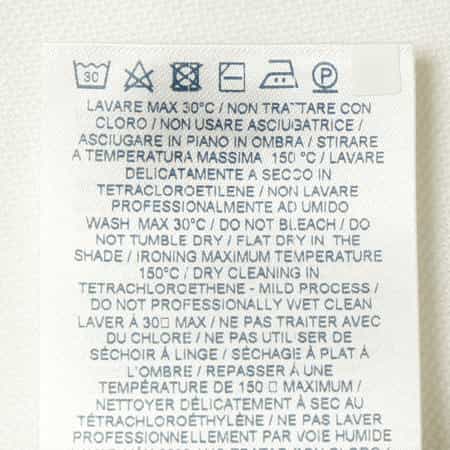 30 P
LAVARE MAX 30°C / NON TRATTARE CON
CLORO / NON USARE ASCIUGATRICE /
ASCIUGARE IN PIANO IN OMBRA / STIRARE
A TEMPERATURA MASSIMA 150 °C / LAVARE
DELICATAMENTE A SECCO IN
TETRACLOROETILENE / NON LAVARE
PROFESSIONALMENTE AD UMIDO
WASH MAX 30°C / DO NOT BLEACH / DO
NOT TUMBLE DRY / FLAT DRY IN THE
SHADE / IRONING MAXIMUM TEMPERATURE
150°C / DRY CLEANING IN
TETRACHLOROETHENE - MILD PROCESS /
DO NOT PROFESSIONALLY WET CLEAN
LAVER À 30□ MAX / NE PAS TRAITER AVEC
DU CHLORE / NE PAS UTILISER DE
SÉCHOIR À LINGE / SÉCHAGE À PLAT À
L'OMBRE / REPASSER À UNE
TEMPÉRATURE DE 150 □ MAXIMUM /
NETTOYER DÉLICATEMENT À SEC AU
TÉTRACHLOROÉTHYLÈNE / NE PAS LAVER
PROFESSIONNELLEMENT PAR VOIE HUMIDE